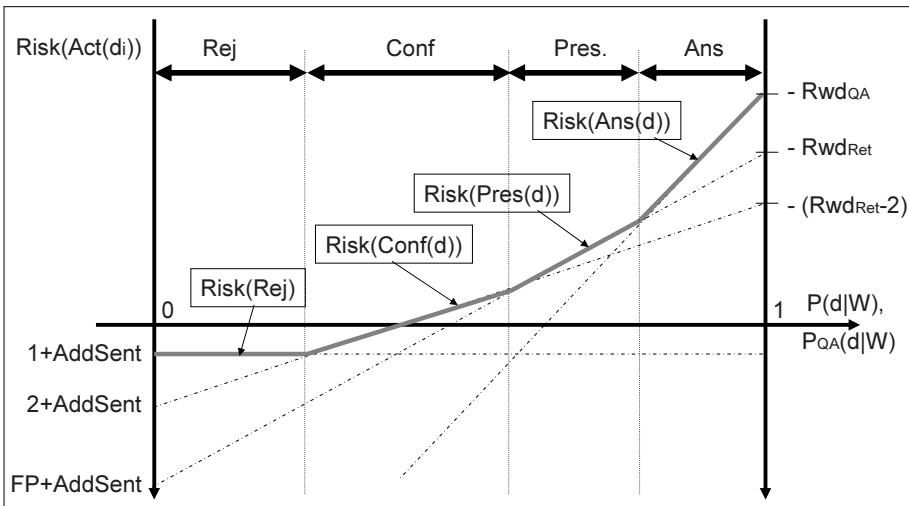 Risk(Act(di)) Rej Conf Pres. Ans
- RwdQA
Risk(Ans(d))
- RwdRet
Risk(Pres(d))
- (RwdRet-2)
Risk(Conf(d))
Risk(Rej)
0 1 P(d|W),
PQA(d|W)
1+AddSent
2+AddSent
FP+AddSent